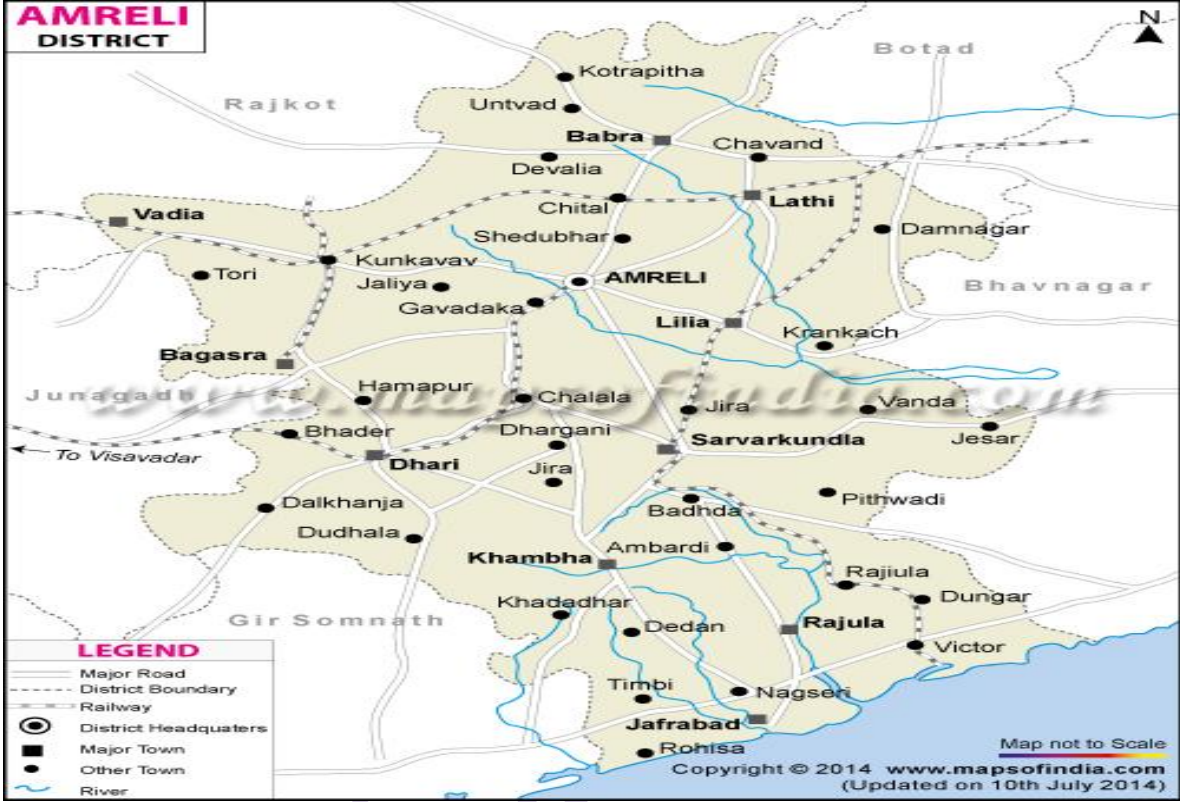 AMRELI
DISTRICT
N
Botad
Kotrapitha
Rajkot
Untvad
Babra
Chavand
Devalia
Chital
Lathi
Vadia
Shedubhar
Damnagar
Kunkavav
Tori
Jaliya
AMRELI
Bhavnagar
Gavadaka
Lilia
Krankach
Bagasra
Junagadh
www.mapsofindia.com
Hamapur
Chalala
Jira
Vanda
Bhader
Dhargani
Sarvarkundla
Jesar
To Visavadar
Dhari
Jira
Dalkhanja
Badhda
Pithwadi
Dudhala
Khambha
Ambardi
Rajiula
Dungar
Khadadhar
Gir Somnath
Dedan
Rajula
Victor
LEGEND
Major Road
District Boundary
Railway
District Headquaters
Major Town
Other Town
River
Timbi
Nagseri
Jafrabad
Rohisa
Map not to Scale
Copyright © 2014 www.mapsofindia.com
(Updated on 10th July 2014)